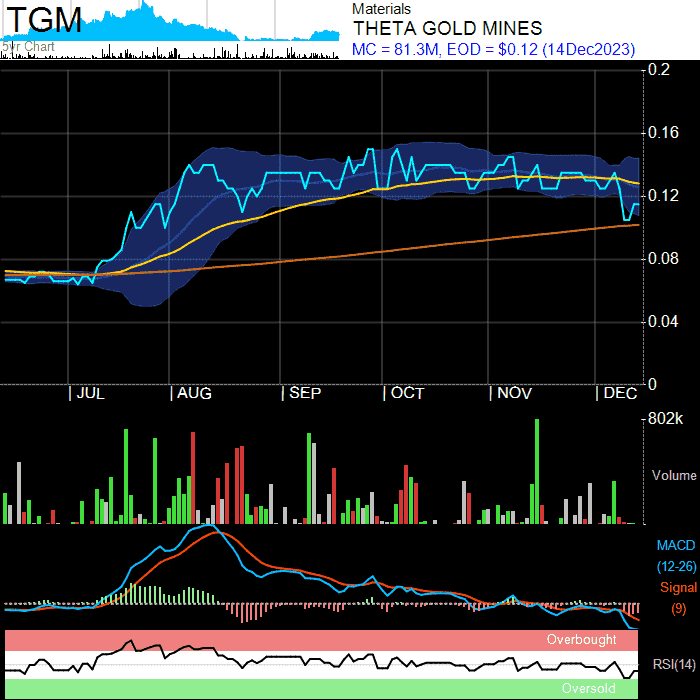 TGM
5yr Chart
Materials
THETA GOLD MINES
MC = 81.3M, EOD = $0.12 (14Dec2023)
0.2
0.16
0.12
0.08
0.04
0
JUL AUG SEP OCT NOV DEC
802k
Volume
MACD
(12-26)
Signal
(9)
Overbought
RSI(14)
Oversold